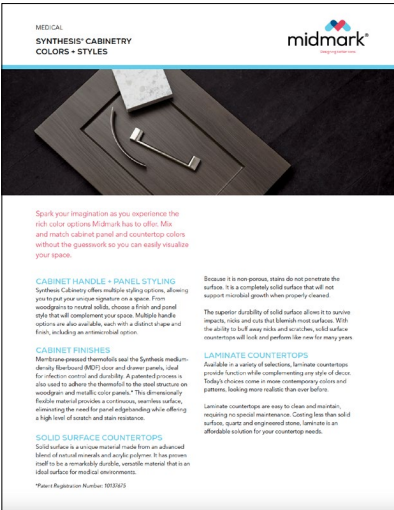 MEDICAL
SYNTHESIS® CABINETRY
COLORS + STYLES
midmark®
Spark your imagination as you experience the
rich color options Midmark has to offer. Mix
and match cabinet panel and countertop colors
without the guesswork so you can easily visualize
your space.
CABINET HANDLE + PANEL STYLING
Synthesis Cabinetry offers multiple styling options, allowing
you to put your unique signature on a space. From
woodgrains to neutral solids, choose a finish and panel
style that will complement your space. Multiple handle
options are also available, each with a distinct shape and
finish, including an antimicrobial option.
CABINET FINISHES
Membrane-pressed thermofoils seal the Synthesis medium-
density fiberboard (MDF) door and drawer panels, ideal
for infection control and durability. A patented process is
also used to adhere the thermofoil to the steel structure on
woodgrain and metallic color panels.* This dimensionally
flexible material provides a continuous, seamless surface,
eliminating the need for panel edgebanding while offering
a high level of scratch and stain resistance.
SOLID SURFACE COUNTERTOPS
Solid surface is a unique material made from an advanced
blend of natural minerals and acrylic polymer. It has proven
itself to be a remarkably durable, versatile material that is an
ideal surface for medical environments.
*Patent Registration Number: 10137675
Because it is non-porous, stains do not penetrate the
surface. It is a completely solid surface that will not
support microbial growth when properly cleaned.
The superior durability of solid surface allows it to survive
impacts, nicks and cuts that blemish most surfaces. With
the ability to buff away nicks and scratches, solid surface
countertops will look and perform like new for many years.
LAMINATE COUNTERTOPS
Available in a variety of selections, laminate countertops
provide function while complementing any style of decor.
Today's choices come in more contemporary colors and
patterns, looking more realistic than ever before.
Laminate countertops are easy to clean and maintain,
requiring no special maintenance. Costing less than solid
surface, quartz and engineered stone, laminate is an
affordable solution for your countertop needs.